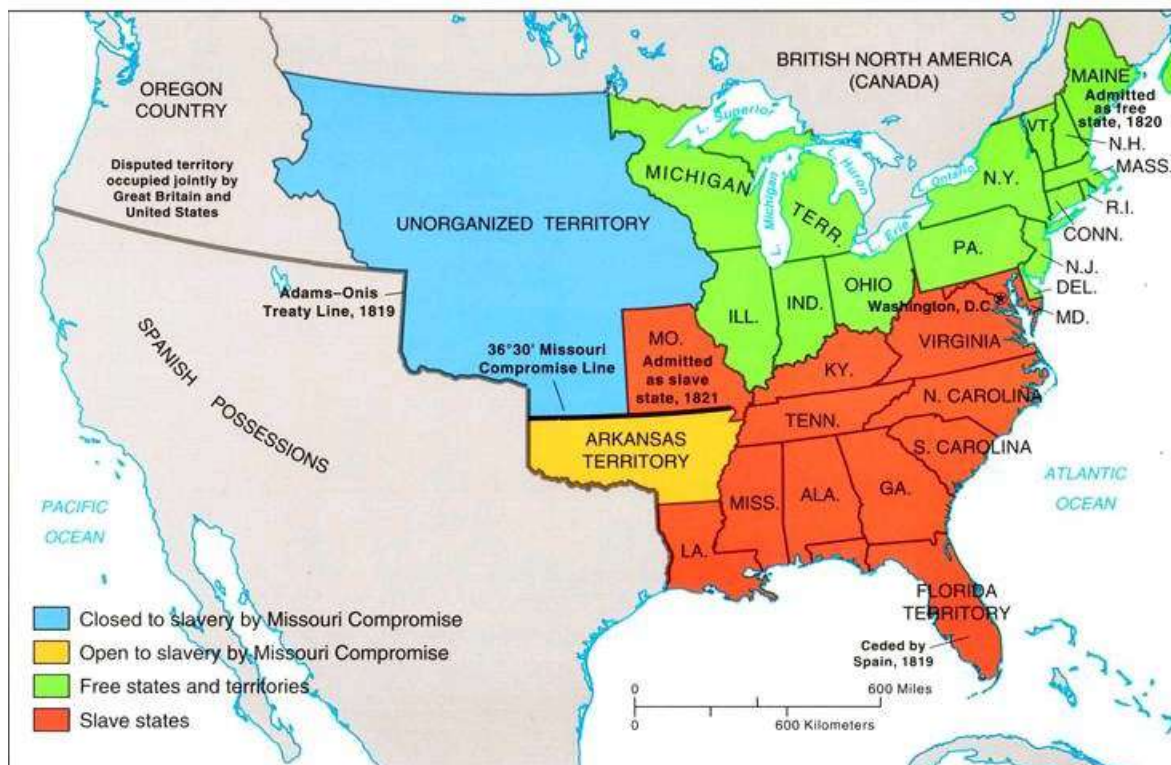 BRITISH NORTH AMERICA
(CANADA)
OREGON
COUNTRY
Disputed territory
occupied jointly by
Great Britain and
United States
UNORGANIZED TERRITORY
Adams–Onis
Treaty Line, 1819
36°30' Missouri
Compromise Line
SPANISH POSSESSIONS
PACIFIC
OCEAN
MICHIGAN
TERR.
L. Superior
L. Michigan
L. Huron
L. Erie
L. Ontario
MAINE
Admitted
as free
state, 1820
VT.
N.H.
MASS.
N.Y.
R.I.
CONN.
PA.
N.J.
DEL.
MD.
OHIO
IND.
ILL.
Washington, D.C.
MO.
Admitted
as slave
state, 1821
KY.
VIRGINIA
N. CAROLINA
TENN.
S. CAROLINA
ARKANSAS
TERRITORY
MISS.
ALA.
GA.
LA.
ATLANTIC
OCEAN
FLORIDA
TERRITORY
Ceded by
Spain, 1819
Closed to slavery by Missouri Compromise
Open to slavery by Missouri Compromise
Free states and territories
Slave states
0
600 Miles
0
600 Kilometers